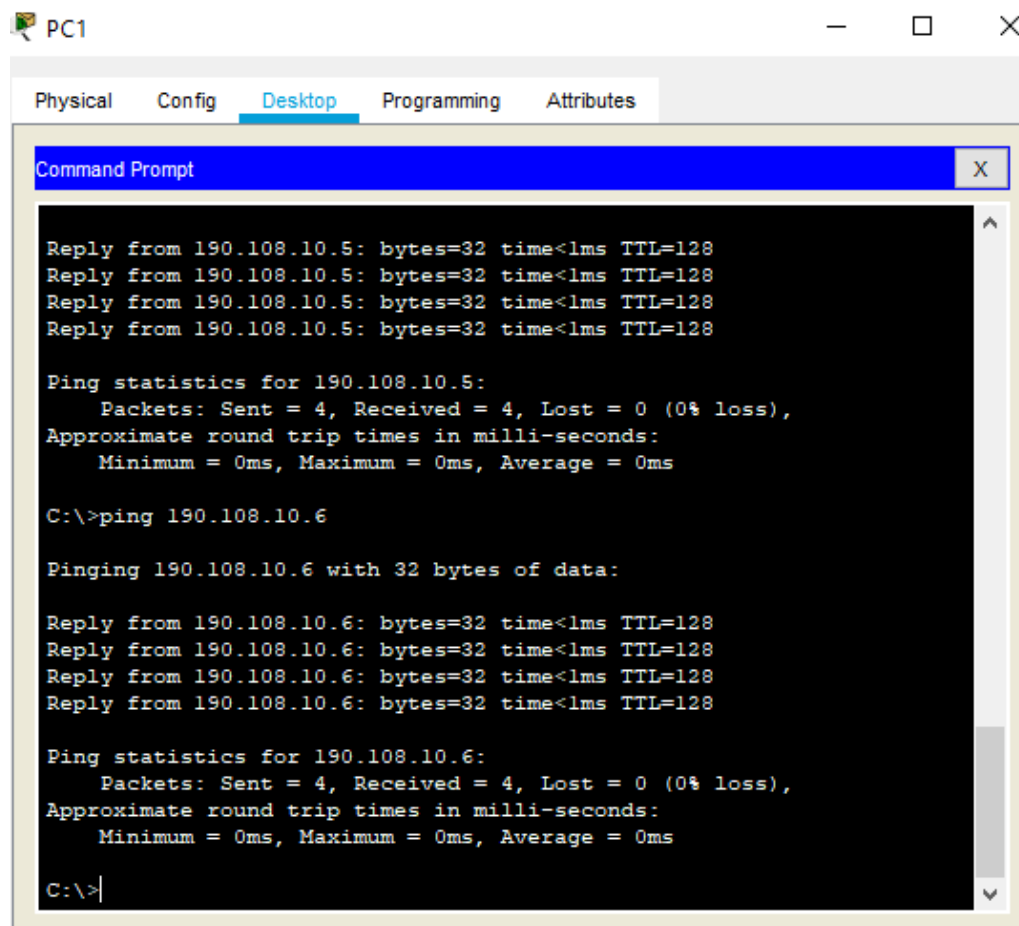 PC1
Physical Config Desktop Programming Attributes
Command Prompt X
Reply from 190.108.10.5: bytes=32 time<1ms TTL=128
Reply from 190.108.10.5: bytes=32 time<1ms TTL=128
Reply from 190.108.10.5: bytes=32 time<1ms TTL=128
Reply from 190.108.10.5: bytes=32 time<1ms TTL=128
Ping statistics for 190.108.10.5:
Packets: Sent = 4, Received = 4, Lost = 0 (0% loss),
Approximate round trip times in milli-seconds:
Minimum = 0ms, Maximum = 0ms, Average = 0ms
C:\>ping 190.108.10.6
Pinging 190.108.10.6 with 32 bytes of data:
Reply from 190.108.10.6: bytes=32 time<1ms TTL=128
Reply from 190.108.10.6: bytes=32 time<1ms TTL=128
Reply from 190.108.10.6: bytes=32 time<1ms TTL=128
Reply from 190.108.10.6: bytes=32 time<1ms TTL=128
Ping statistics for 190.108.10.6:
Packets: Sent = 4, Received = 4, Lost = 0 (0% loss),
Approximate round trip times in milli-seconds:
Minimum = 0ms, Maximum = 0ms, Average = 0ms
C:\>